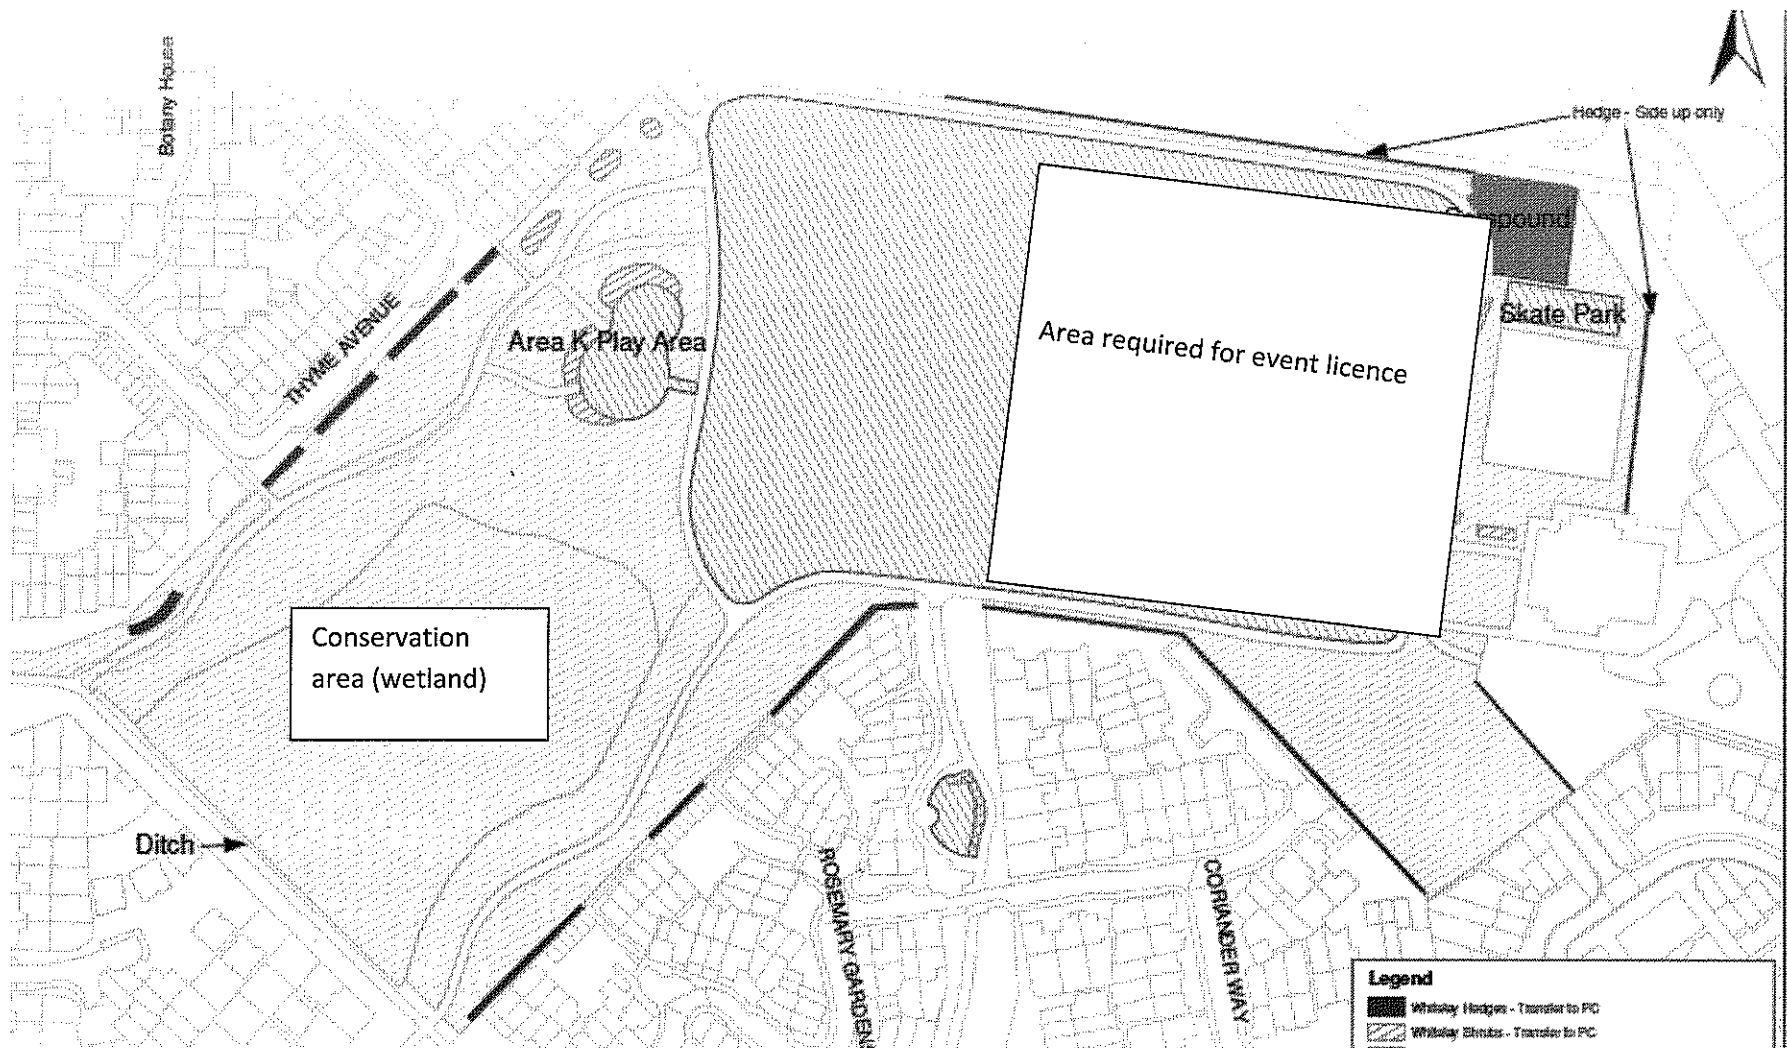 Botany House
Hedge - Side up only
Compound
Skate Park
Area K Play Area
THYME AVENUE
Area required for event licence
Conservation
area (wetland)
Ditch
ROSEMARY GARDENS
CORIANDER WAY
Legend
Whiteley Hedges - Transfer to PC
Whiteley Shrubs - Transfer to PC